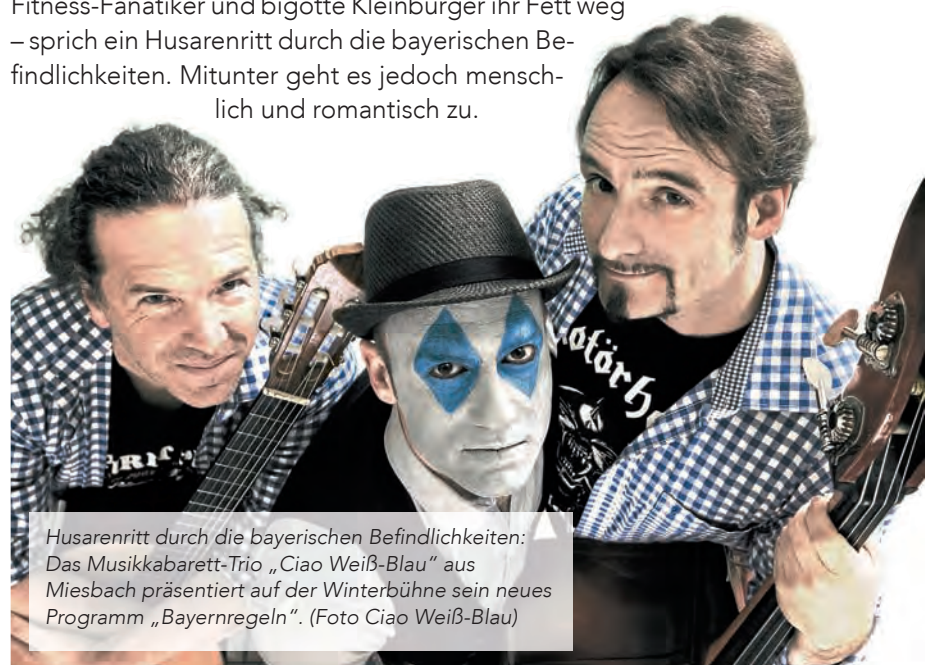 Fitness-Fanatiker und bigotte Kleinbürger ihr Fett weg
– sprich ein Husarenritt durch die bayerischen Be-
findlichkeiten. Mitunter geht es jedoch mensch-
lich und romantisch zu.
otörh
Husarenritt durch die bayerischen Befindlichkeiten:
Das Musikkabarett-Trio „Ciao Weiß-Blau“ aus
Miesbach präsentiert auf der Winterbühne sein neues
Programm „Bayernregeln“. (Foto Ciao Weiß-Blau)